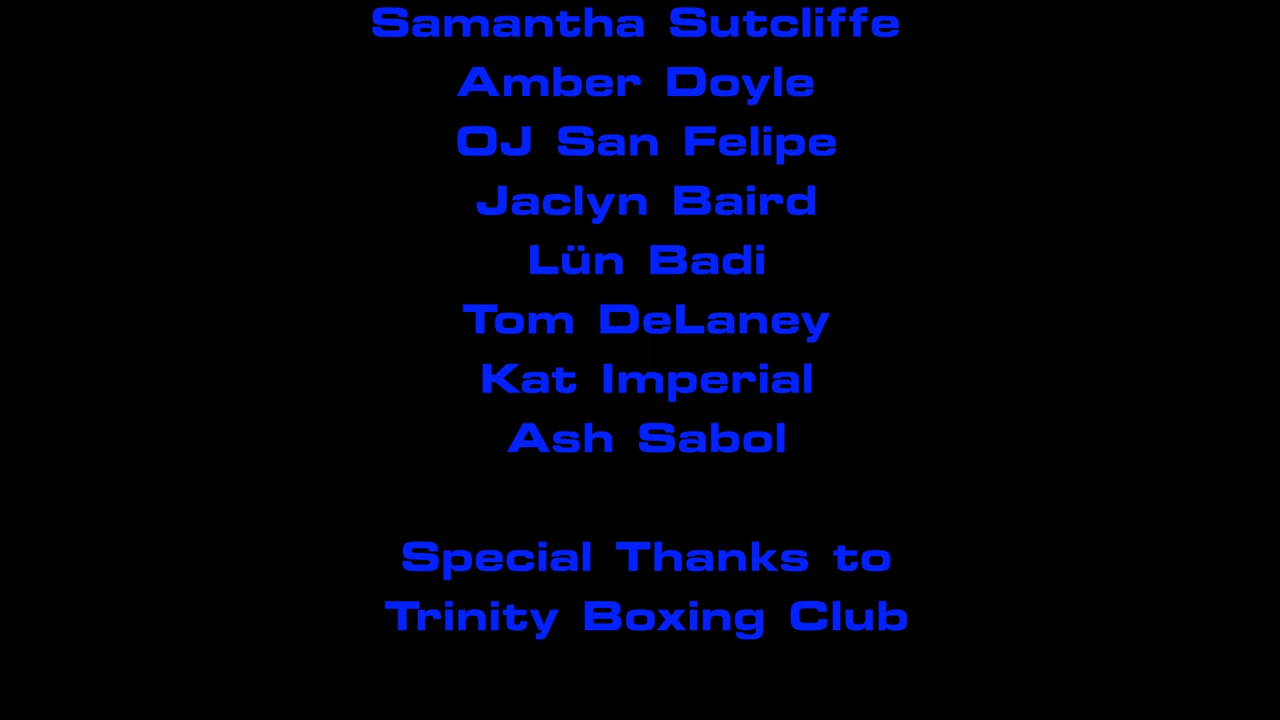 Samantha Sutcliffe
Amber Doyle
OJ San Felipe
Jaclyn Baird
Lün Badi
Tom DeLaney
Kat Imperial
Ash Sabol
Special Thanks to
Trinity Boxing Club